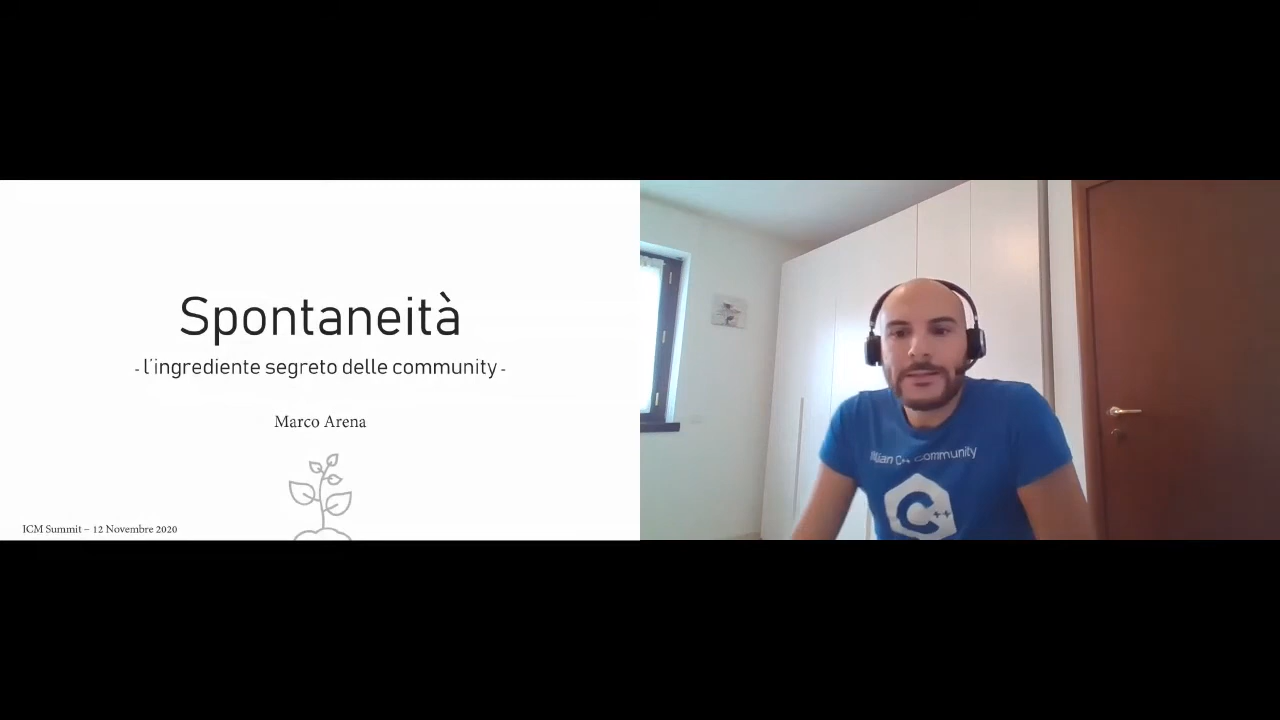 Spontaneità
- l'ingrediente segreto delle community -
Marco Arena
ICM Summit – 12 Novembre 2020
Italian C++ Community
C++